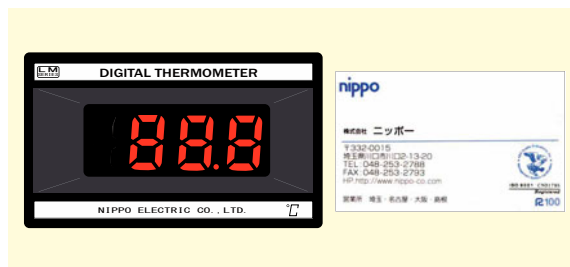 LM
SERIES
DIGITAL THERMOMETER
88.8
NIPPO ELECTRIC CO., LTD.
℃
nippo
株式会社 ニッポー
〒332-0015
埼玉県川口市川口2-13-20
TEL:048-253-2788
FAX:048-253-2793
HP.http://www.nippo-co.com
営業所 埼玉・名古屋・大阪・島根
Registered
R100